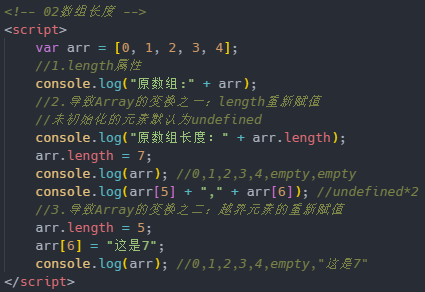 <!-- 02数组长度 -->
<script>
var arr = [0, 1, 2, 3, 4];
//1.length属性
console.log("原数组:" + arr);
//2.导致Array的变换之一：length重新赋值
//未初始化的元素默认为undefined
console.log("原数组长度：" + arr.length);
arr.length = 7;
console.log(arr); //0,1,2,3,4,empty,empty
console.log(arr[5] + "," + arr[6]); //undefined*2
//3.导致Array的变换之二：越界元素的重新赋值
arr.length = 5;
arr[6] = "这是7";
console.log(arr); //0,1,2,3,4,empty,"这是7"
</script>